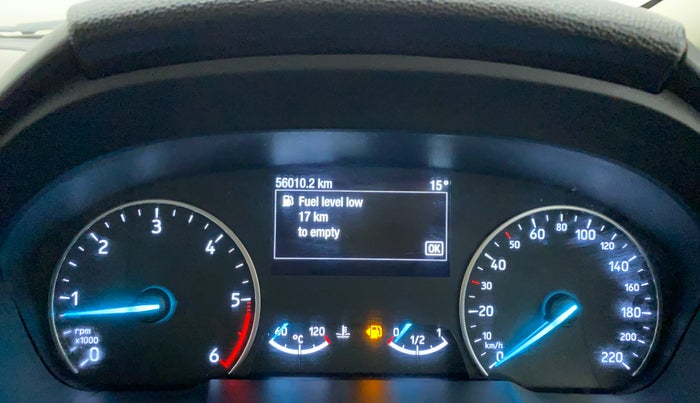 56010.2 km 15°
Fuel level low
17 km
to empty
OK
0 1 2 3 4 5 6
rpm
x1000
60 120
°C
0 1/2 1
0 10 20 30 40 50 60 80 100 120 140 160 180 200 220
km/h